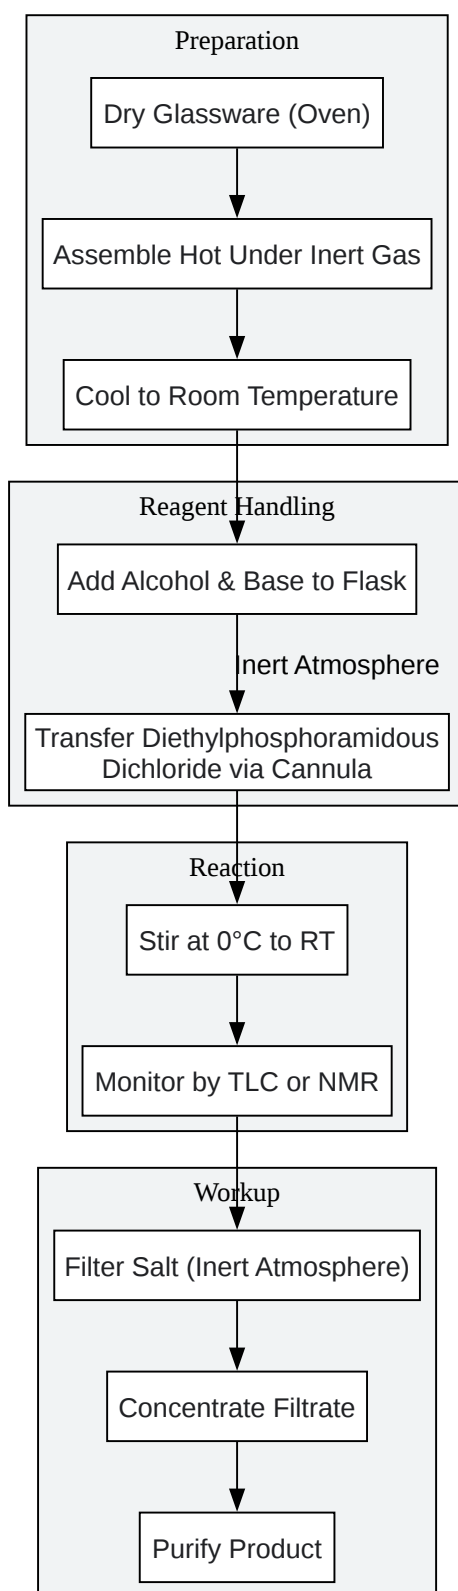 Preparation
Dry Glassware (Oven)
Assemble Hot Under Inert Gas
Cool to Room Temperature
Reagent Handling
Add Alcohol & Base to Flask
Inert Atmosphere
Transfer Diethylphosphoramidous
Dichloride via Cannula
Reaction
Stir at 0°C to RT
Monitor by TLC or NMR
Workup
Filter Salt (Inert Atmosphere)
Concentrate Filtrate
Purify Product